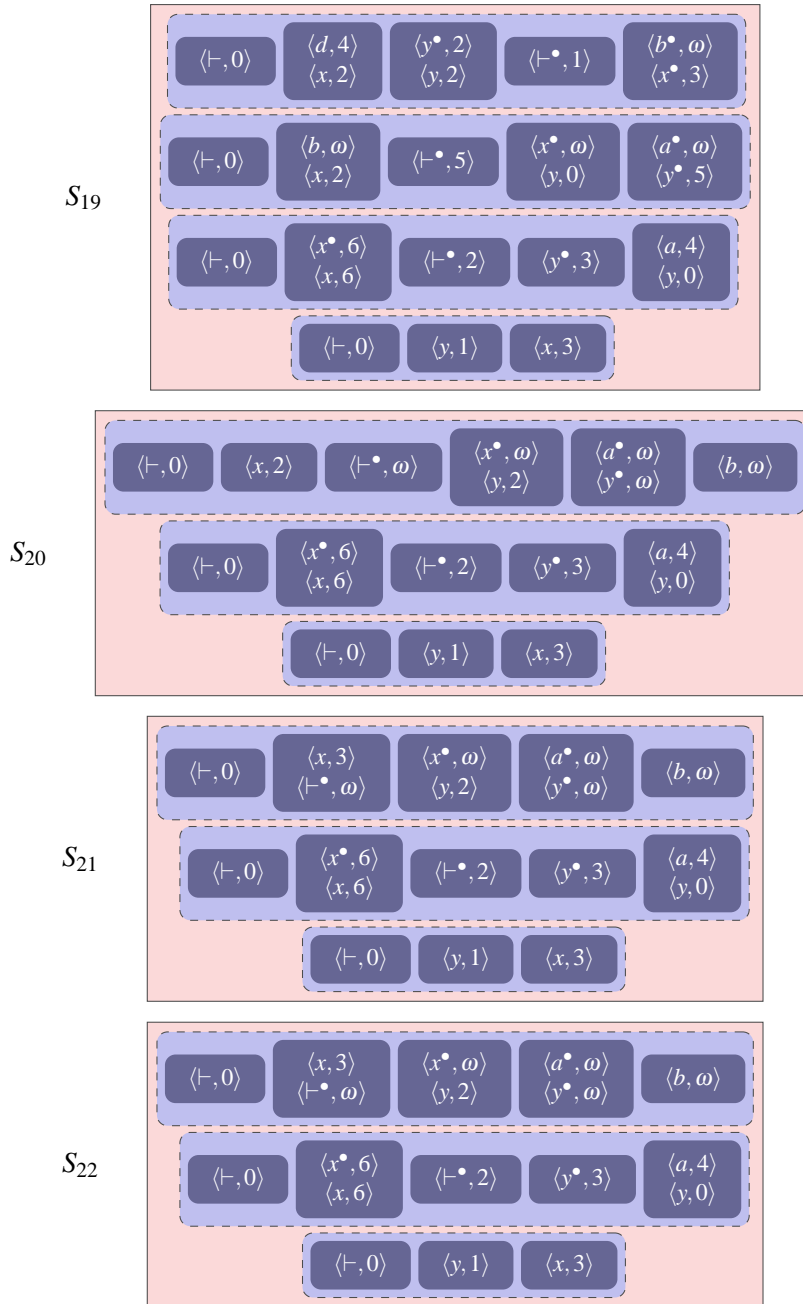 ⟨⊢, 0⟩ ⟨d, 4⟩ ⟨y•, 2⟩ ⟨⊢•, 1⟩ ⟨b•, ω⟩
⟨x, 2⟩ ⟨y, 2⟩ ⟨x•, 3⟩
⟨⊢, 0⟩ ⟨b, ω⟩ ⟨⊢•, 5⟩ ⟨x•, ω⟩ ⟨a•, ω⟩
⟨x, 2⟩ ⟨y, 0⟩ ⟨y•, 5⟩
S₁₉
⟨⊢, 0⟩ ⟨x•, 6⟩ ⟨⊢•, 2⟩ ⟨y•, 3⟩ ⟨a, 4⟩
⟨x, 6⟩ ⟨y, 0⟩
⟨⊢, 0⟩ ⟨y, 1⟩ ⟨x, 3⟩
⟨⊢, 0⟩ ⟨x, 2⟩ ⟨⊢•, ω⟩ ⟨x•, ω⟩ ⟨a•, ω⟩ ⟨b, ω⟩
⟨y, 2⟩ ⟨y•, ω⟩
S₂₀
⟨⊢, 0⟩ ⟨x•, 6⟩ ⟨⊢•, 2⟩ ⟨y•, 3⟩ ⟨a, 4⟩
⟨x, 6⟩ ⟨y, 0⟩
⟨⊢, 0⟩ ⟨y, 1⟩ ⟨x, 3⟩
⟨⊢, 0⟩ ⟨x, 3⟩ ⟨x•, ω⟩ ⟨a•, ω⟩ ⟨b, ω⟩
⟨⊢•, ω⟩ ⟨y, 2⟩ ⟨y•, ω⟩
S₂₁
⟨⊢, 0⟩ ⟨x•, 6⟩ ⟨⊢•, 2⟩ ⟨y•, 3⟩ ⟨a, 4⟩
⟨x, 6⟩ ⟨y, 0⟩
⟨⊢, 0⟩ ⟨y, 1⟩ ⟨x, 3⟩
⟨⊢, 0⟩ ⟨x, 3⟩ ⟨x•, ω⟩ ⟨a•, ω⟩ ⟨b, ω⟩
⟨⊢•, ω⟩ ⟨y, 2⟩ ⟨y•, ω⟩
S₂₂
⟨⊢, 0⟩ ⟨x•, 6⟩ ⟨⊢•, 2⟩ ⟨y•, 3⟩ ⟨a, 4⟩
⟨x, 6⟩ ⟨y, 0⟩
⟨⊢, 0⟩ ⟨y, 1⟩ ⟨x, 3⟩